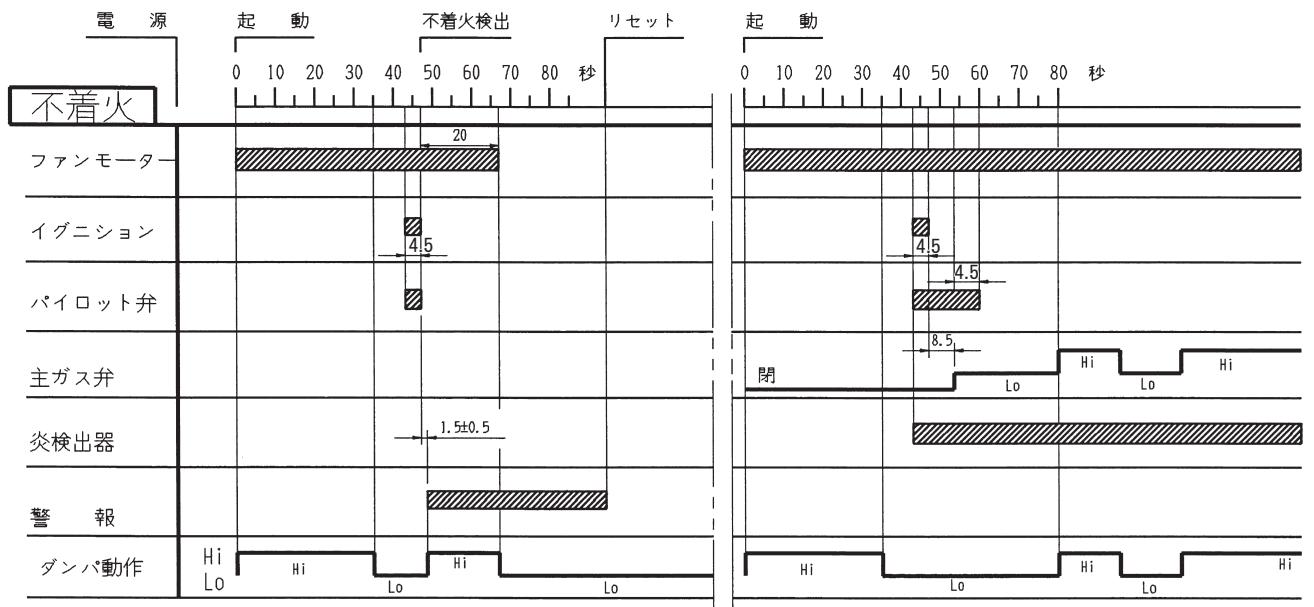 電 源 起 動 不着火検出 リセット 起 動
0 10 20 30 40 50 60 70 80 秒 0 10 20 30 40 50 60 70 80 秒
不着火
20
ファンモーター
イグニション
4.5 4.5
4.5
パイロット弁
8.5
主ガス弁 閉 Lo Hi Lo Hi
炎検出器 1.5±0.5
警 報
ダンパ動作 Hi Hi Lo Hi Lo Hi Lo Hi Lo Hi
Lo